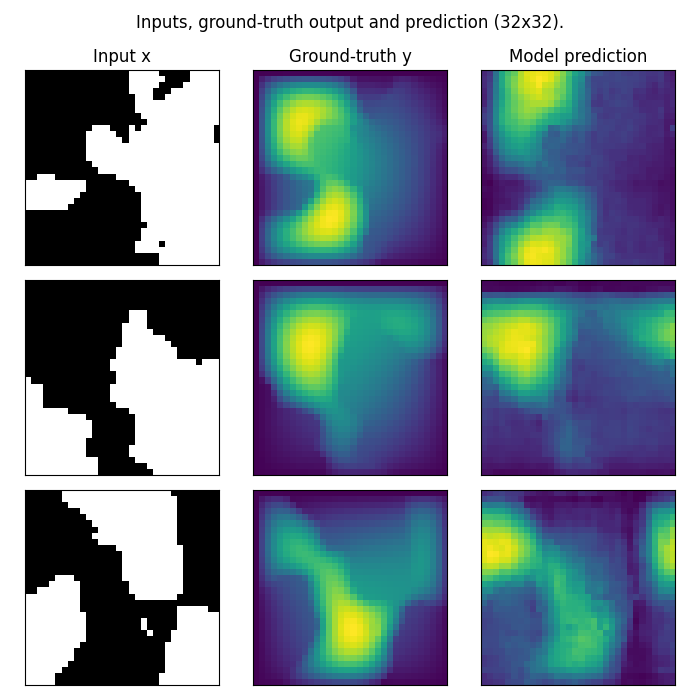 Inputs, ground-truth output and prediction (32x32).
Input x
Ground-truth y
Model prediction